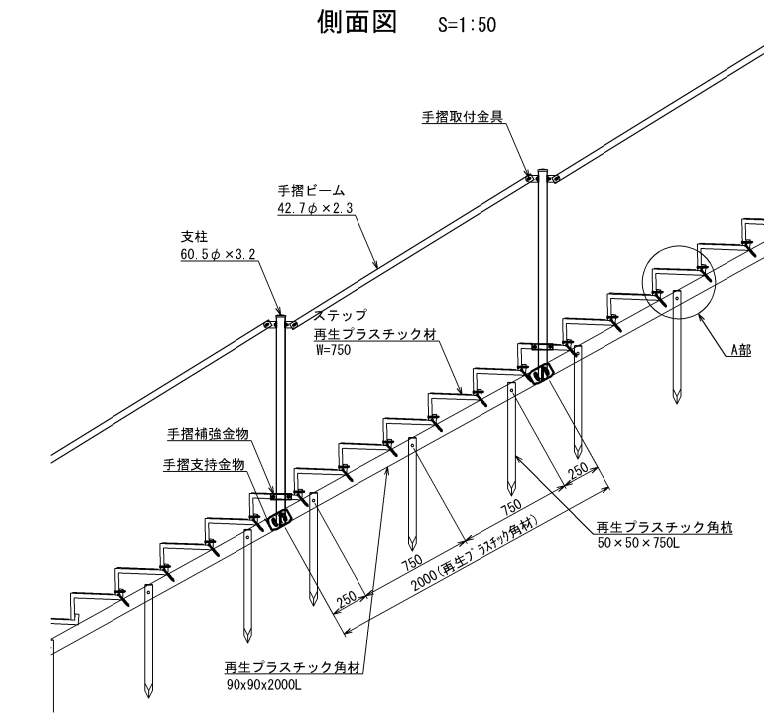 側面図 S=1:50
手摺取付金具
手摺ビーム
42.7φ×2.3
支柱
60.5φ×3.2
ステップ
再生プラスチック材
W=750
A部
手摺補強金物
手摺支持金物
250
750
再生プラスチック角杭
50×50×750L
750
2000(再生プラスチック角材)
250
再生プラスチック角材
90x90x2000L